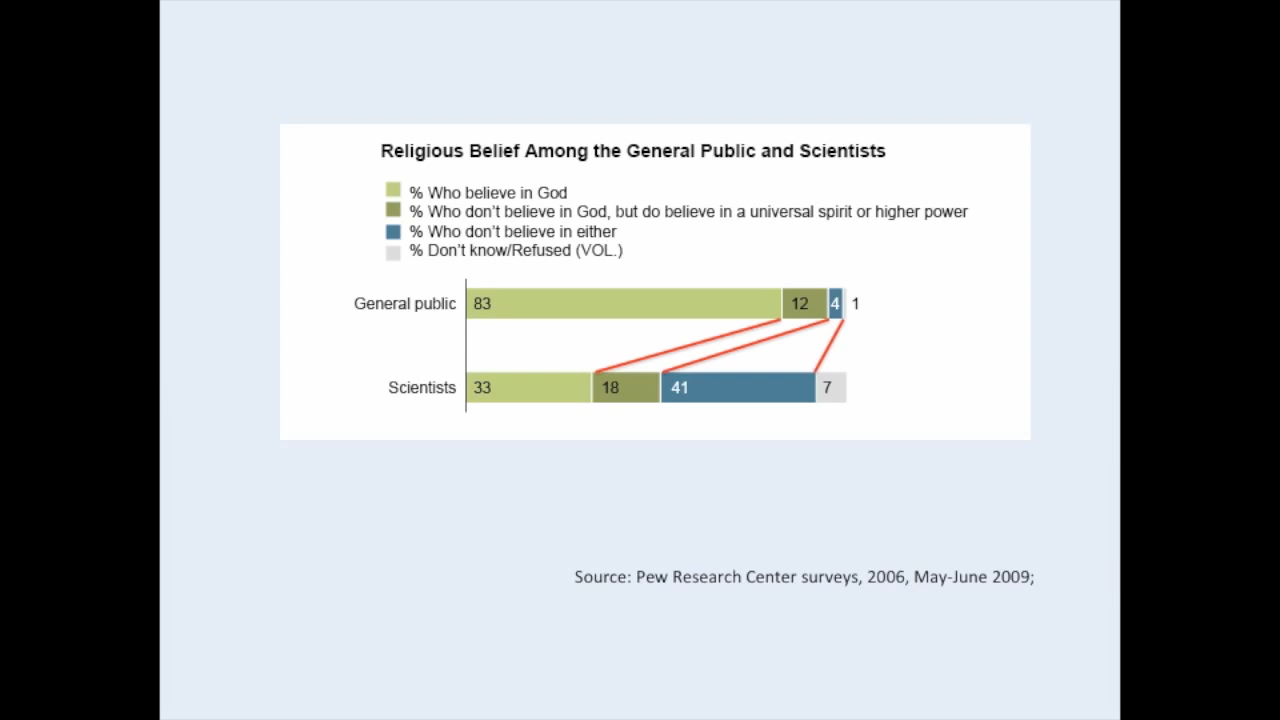 Religious Belief Among the General Public and Scientists
% Who believe in God
% Who don't believe in God, but do believe in a universal spirit or higher power
% Who don't believe in either
% Don't know/Refused (VOL.)
General public 83 12 4 1
Scientists 33 18 41 7
Source: Pew Research Center surveys, 2006, May-June 2009;